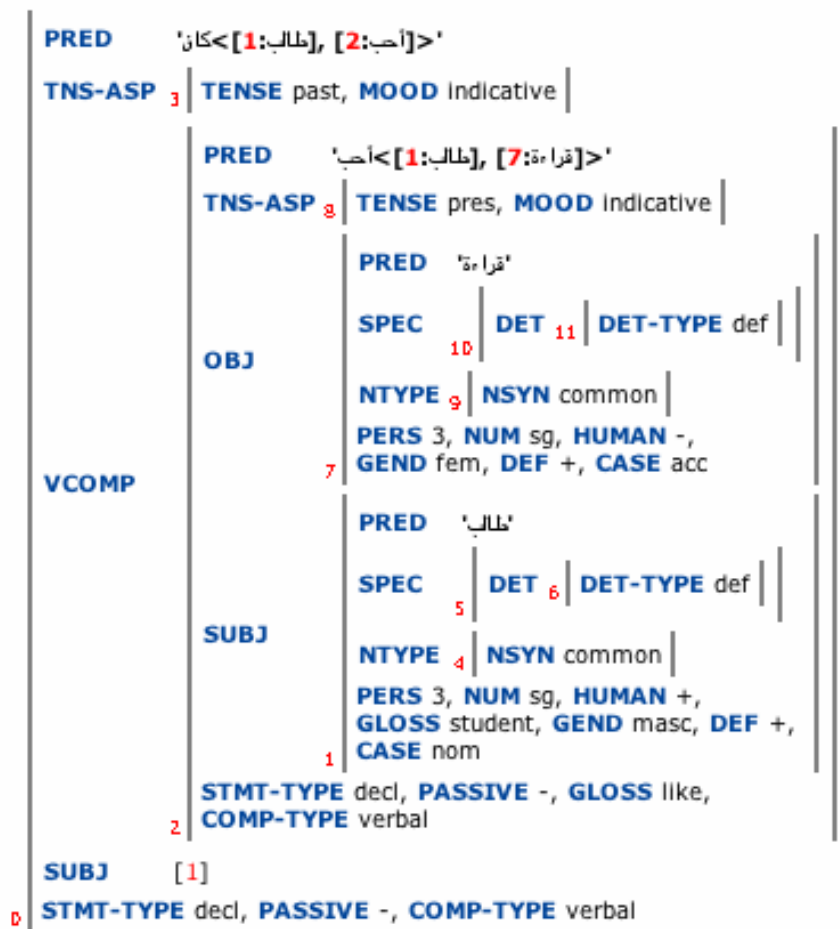 PRED 'كان<[1:طالب], [2:أحب]>'
TNS-ASP 3 TENSE past, MOOD indicative
PRED 'أحب<[1:طالب], [7:قراءة]>'
TNS-ASP 8 TENSE pres, MOOD indicative
PRED 'قراءة'
SPEC 10 DET 11 DET-TYPE def
OBJ
NTYPE 9 NSYN common
PERS 3, NUM sg, HUMAN -,
7 GEND fem, DEF +, CASE acc
VCOMP
PRED 'طالب'
SPEC 5 DET 6 DET-TYPE def
SUBJ
NTYPE 4 NSYN common
PERS 3, NUM sg, HUMAN +,
GLOSS student, GEND masc, DEF +,
1 CASE nom
STMT-TYPE decl, PASSIVE -, GLOSS like,
2 COMP-TYPE verbal
SUBJ [1]
0 STMT-TYPE decl, PASSIVE -, COMP-TYPE verbal